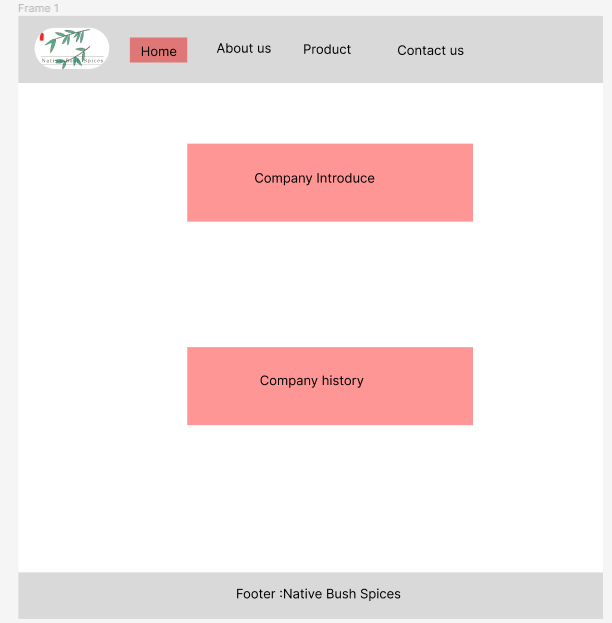 Frame 1
Native Bush Spices
Home
About us
Product
Contact us
Company Introduce
Company history
Footer :Native Bush Spices